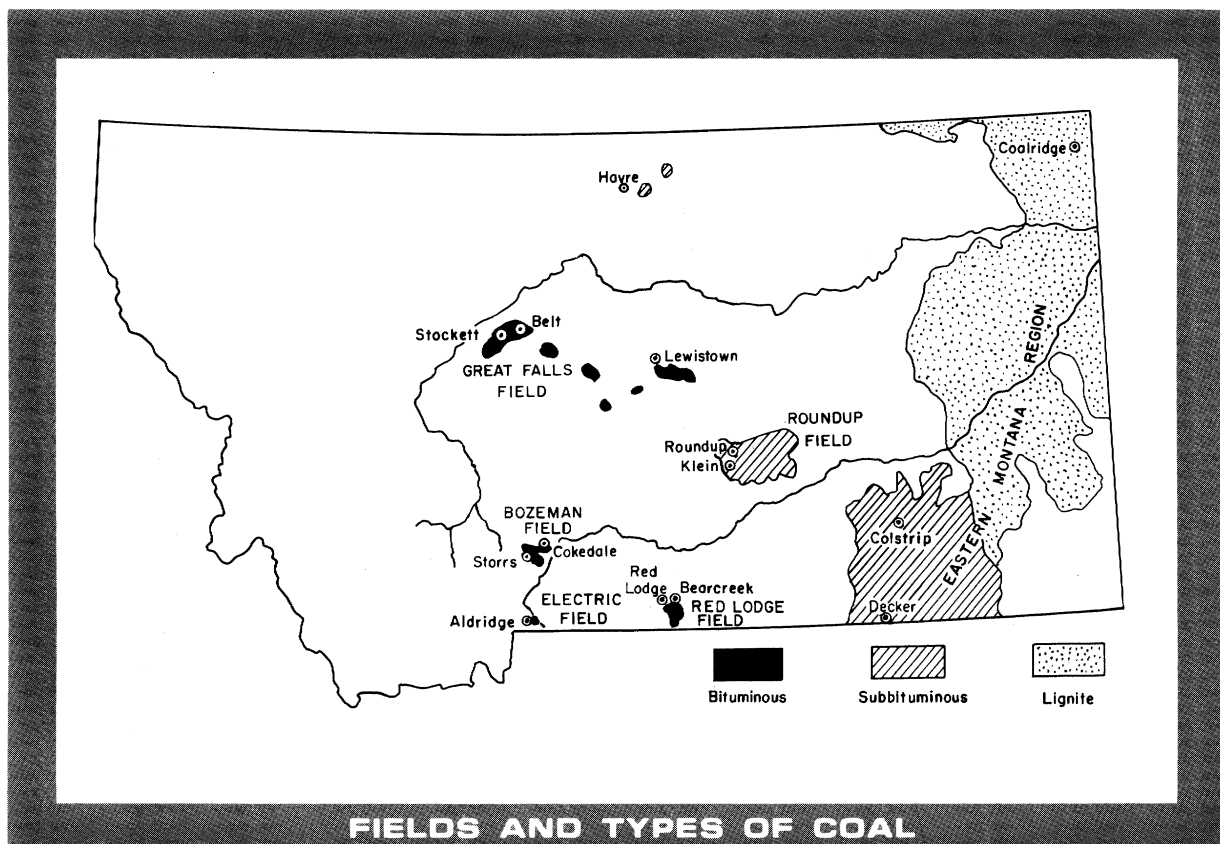 Coalridge
Havre
Stockett
Belt
GREAT FALLS
FIELD
Lewistown
ROUNDUP
FIELD
Roundup
Klein
EASTERN MONTANA REGION
BOZEMAN
FIELD
Storrs
Cokedale
Colstrip
Red
Lodge
Bearcreek
RED LODGE
FIELD
ELECTRIC
FIELD
Aldridge
Decker
Bituminous
Subbituminous
Lignite
FIELDS AND TYPES OF COAL